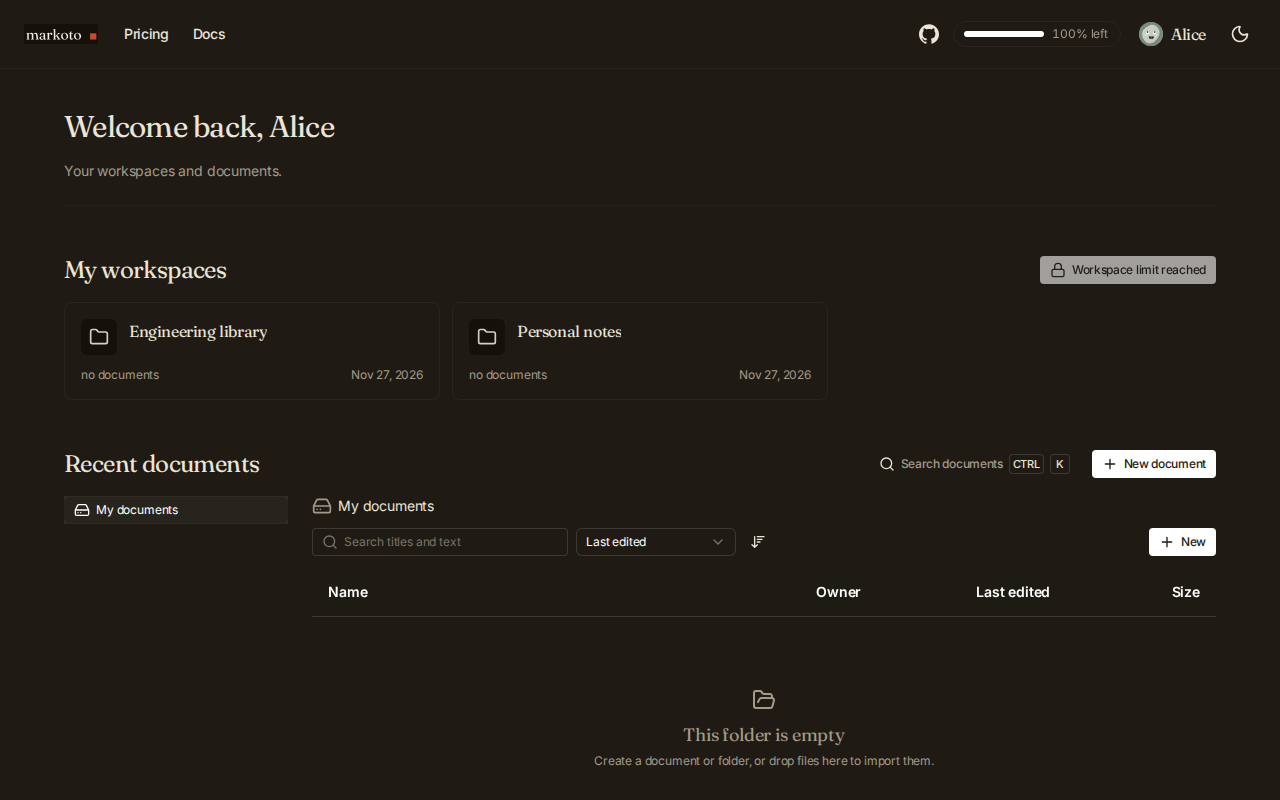 markoto
Pricing
Docs
100% left
Alice
Welcome back, Alice
Your workspaces and documents.
My workspaces
Workspace limit reached
Engineering library
no documents
Nov 27, 2026
Personal notes
no documents
Nov 27, 2026
Recent documents
Search documents CTRL K
New document
My documents
My documents
Search titles and text
Last edited
New
Name Owner Last edited Size
This folder is empty
Create a document or folder, or drop files here to import them.